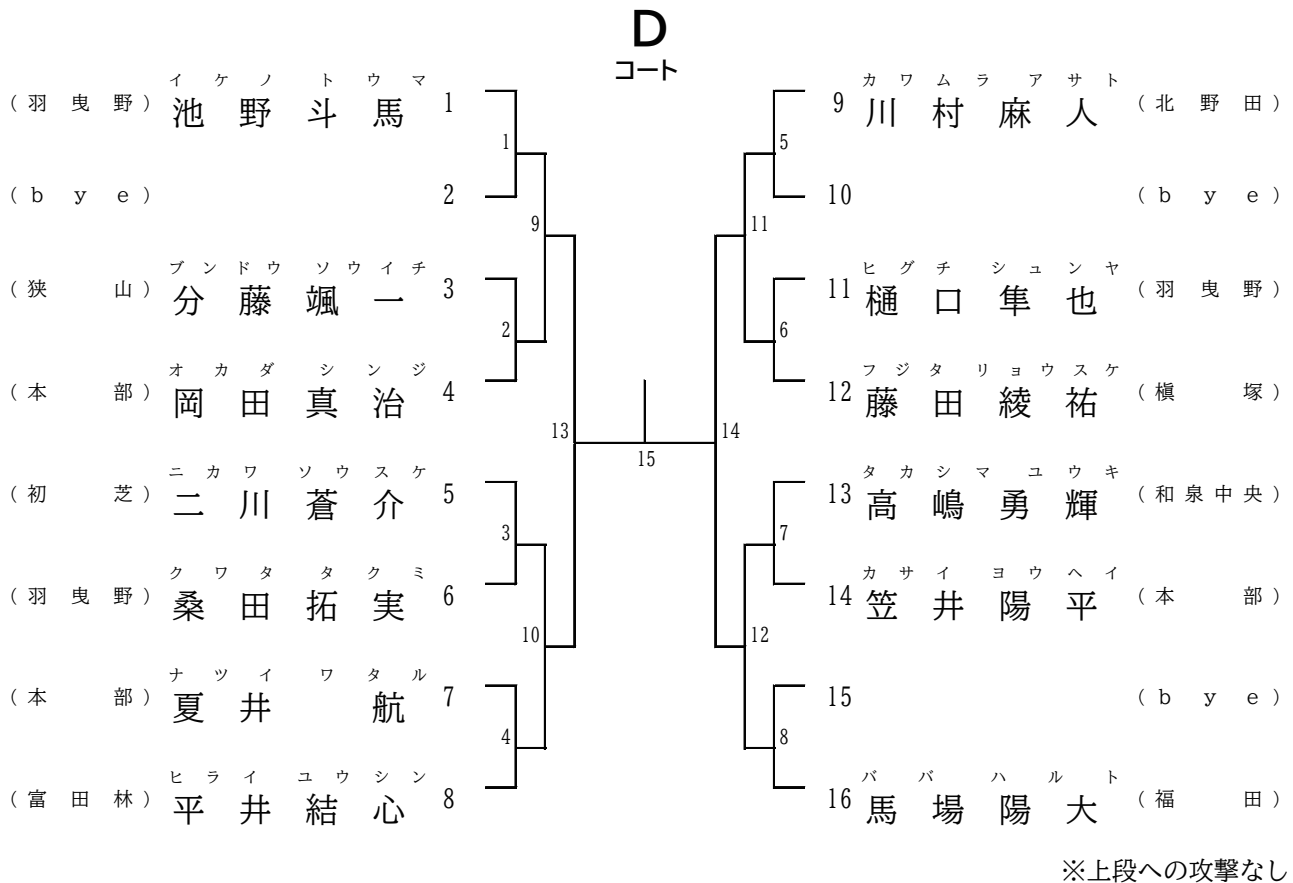 D
コート
イケノ トウマ
(羽曳野) 池野斗馬 1
(bye) 2
ブンドウ ソウイチ
(狭山) 分藤颯一 3
オカダ シンジ
(本部) 岡田真治 4
ニカワ ソウスケ
(初芝) 二川蒼介 5
クワタ タクミ
(羽曳野) 桑田拓実 6
ナツイ ワタル
(本部) 夏井 航 7
ヒライ ユウシン
(富田林) 平井結心 8
1
2
3
4
9
10
13
15
14
11
12
5
6
7
8
カワムラ アサト
9 川村麻人 (北野田)
10 (bye)
ヒグチ シュンヤ
11 樋口隼也 (羽曳野)
フジタ リョウスケ
12 藤田綾祐 (槇塚)
タカシマ ユウキ
13 高嶋勇輝 (和泉中央)
カサイ ヨウヘイ
14 笠井陽平 (本部)
15 (bye)
ババ ハルト
16 馬場陽大 (福田)
※上段への攻撃なし